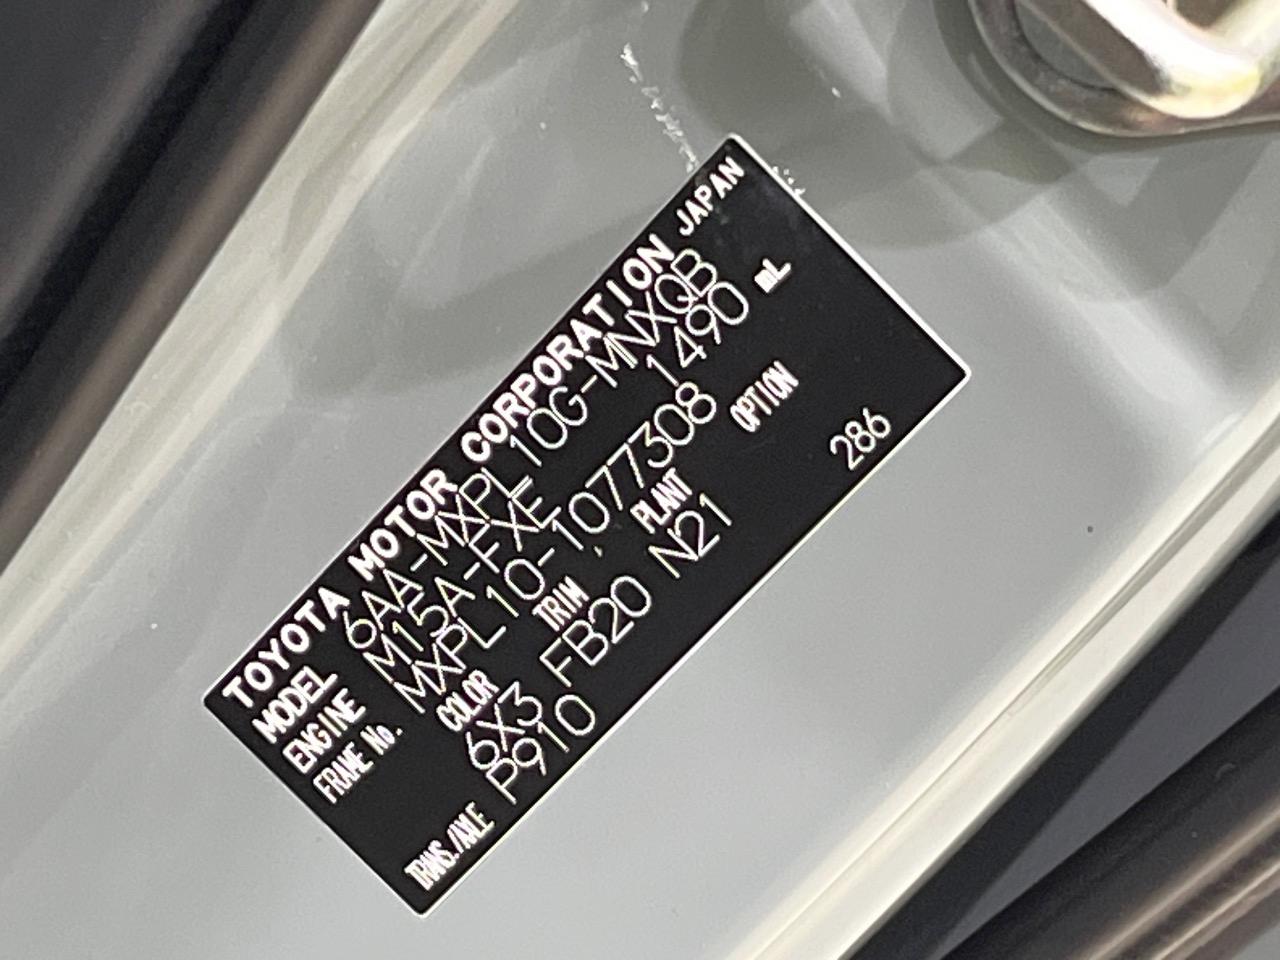 TOYOTA MOTOR CORPORATION JAPAN
MODEL 6AA-MXPL10G-MNXQB
ENGINE M15A-FXE 1490 mL
FRAME No. MXPL10-1077308
COLOR TRIM PLANT OPTION
6X3 FB20 N21 286
TRANS./AXLE P910